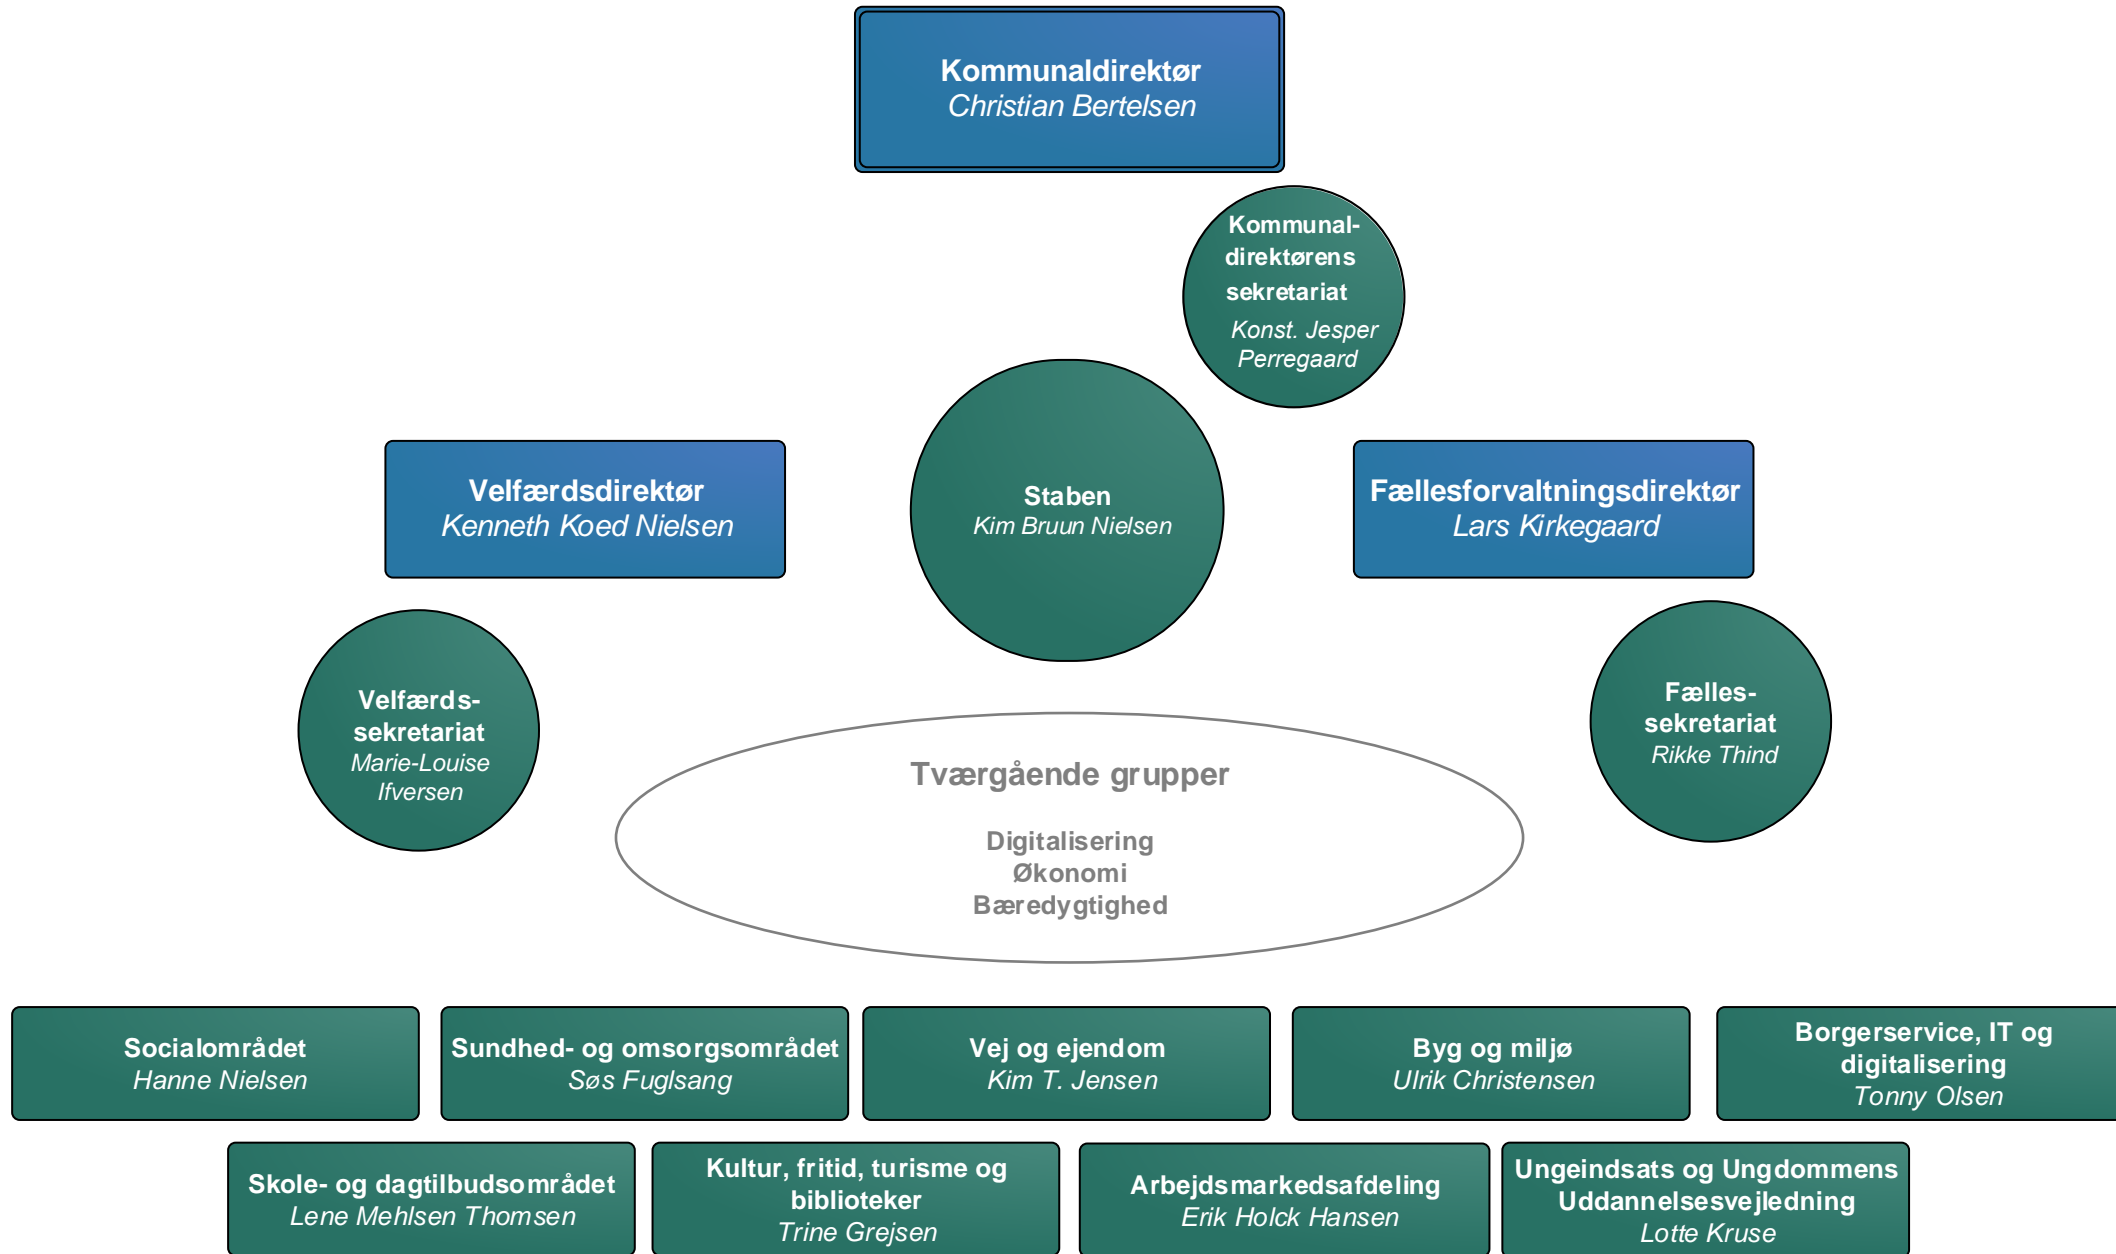 Kommunaldirektør
Christian Bertelsen
Kommunal-
direktørens
sekretariat
Konst. Jesper
Perregaard
Velfærdsdirektør
Kenneth Koed Nielsen
Staben
Kim Bruun Nielsen
Fællesforvaltningsdirektør
Lars Kirkegaard
Velfærds-
sekretariat
Marie-Louise
Ifversen
Fælles-
sekretariat
Rikke Thind
Tværgående grupper
Digitalisering
Økonomi
Bæredygtighed
Socialområdet
Hanne Nielsen
Sundhed- og omsorgsområdet
Søs Fuglsang
Vej og ejendom
Kim T. Jensen
Byg og miljø
Ulrik Christensen
Borgerservice, IT og
digitalisering
Tonny Olsen
Skole- og dagtilbudsområdet
Lene Mehlsen Thomsen
Kultur, fritid, turisme og
biblioteker
Trine Grejsen
Arbejdsmarkedsafdeling
Erik Holck Hansen
Ungeindsats og Ungdommens
Uddannelsesvejledning
Lotte Kruse